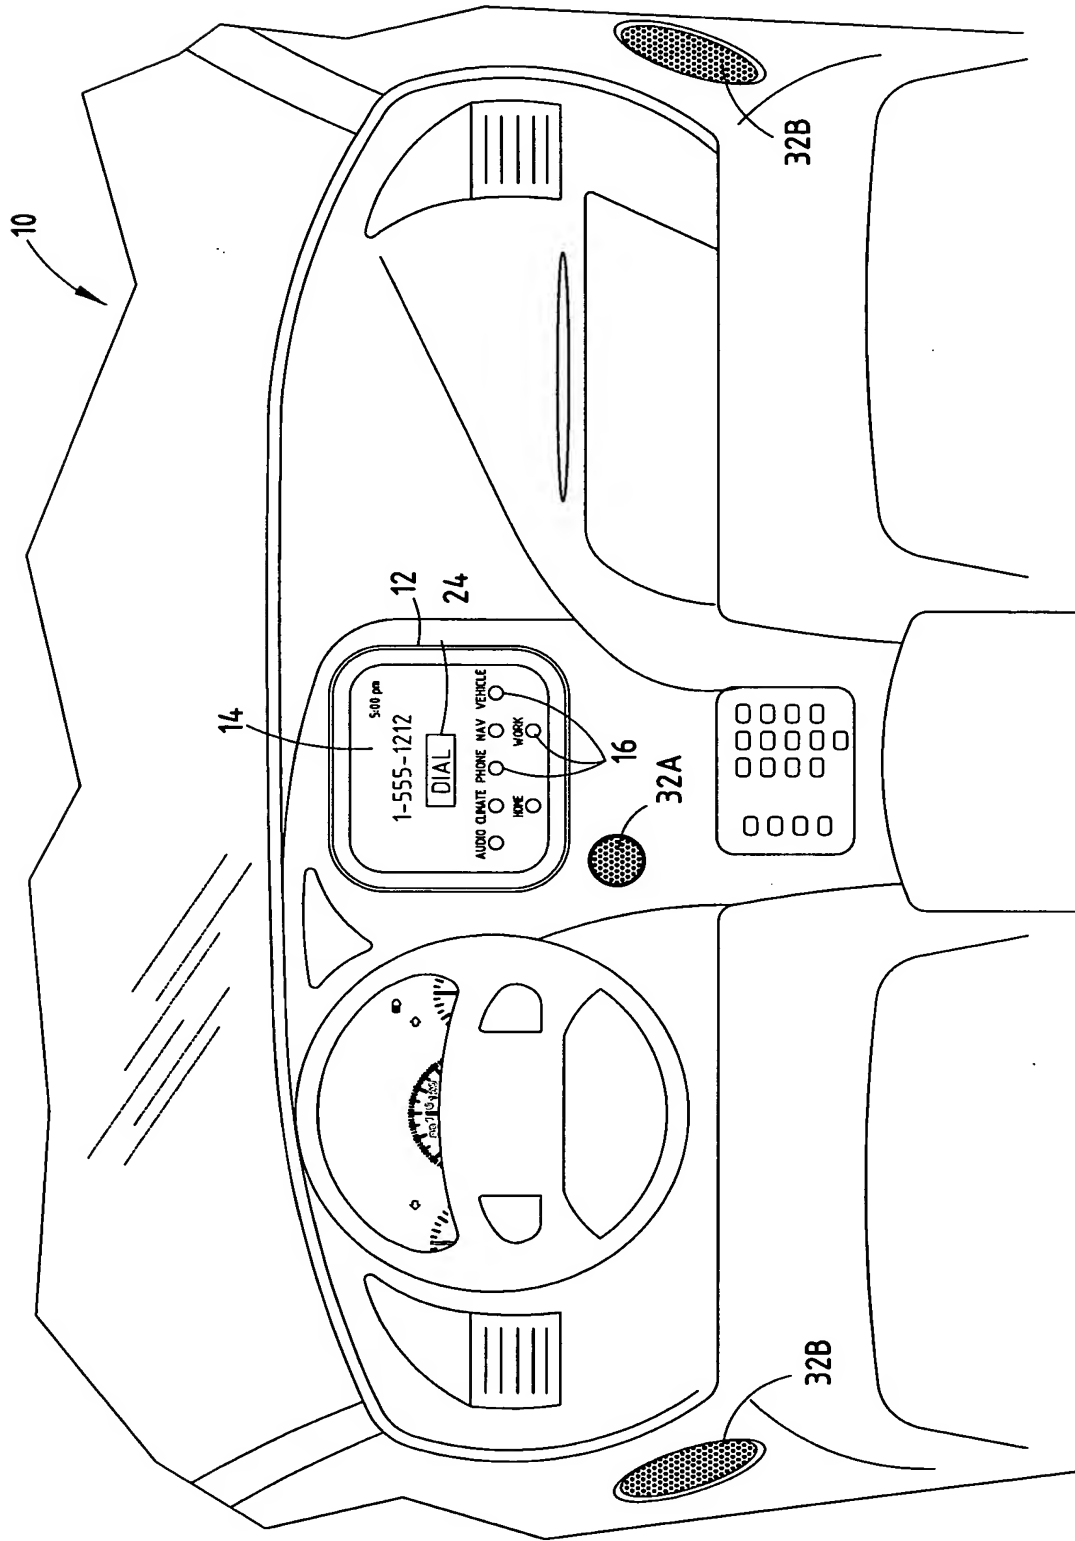 10
14
12
24
5:00 pm
1-555-1212
DIAL
AUDIO CLIMATE PHONE NAV VEHICLE
HOME WORK
16
32A
32B
32B